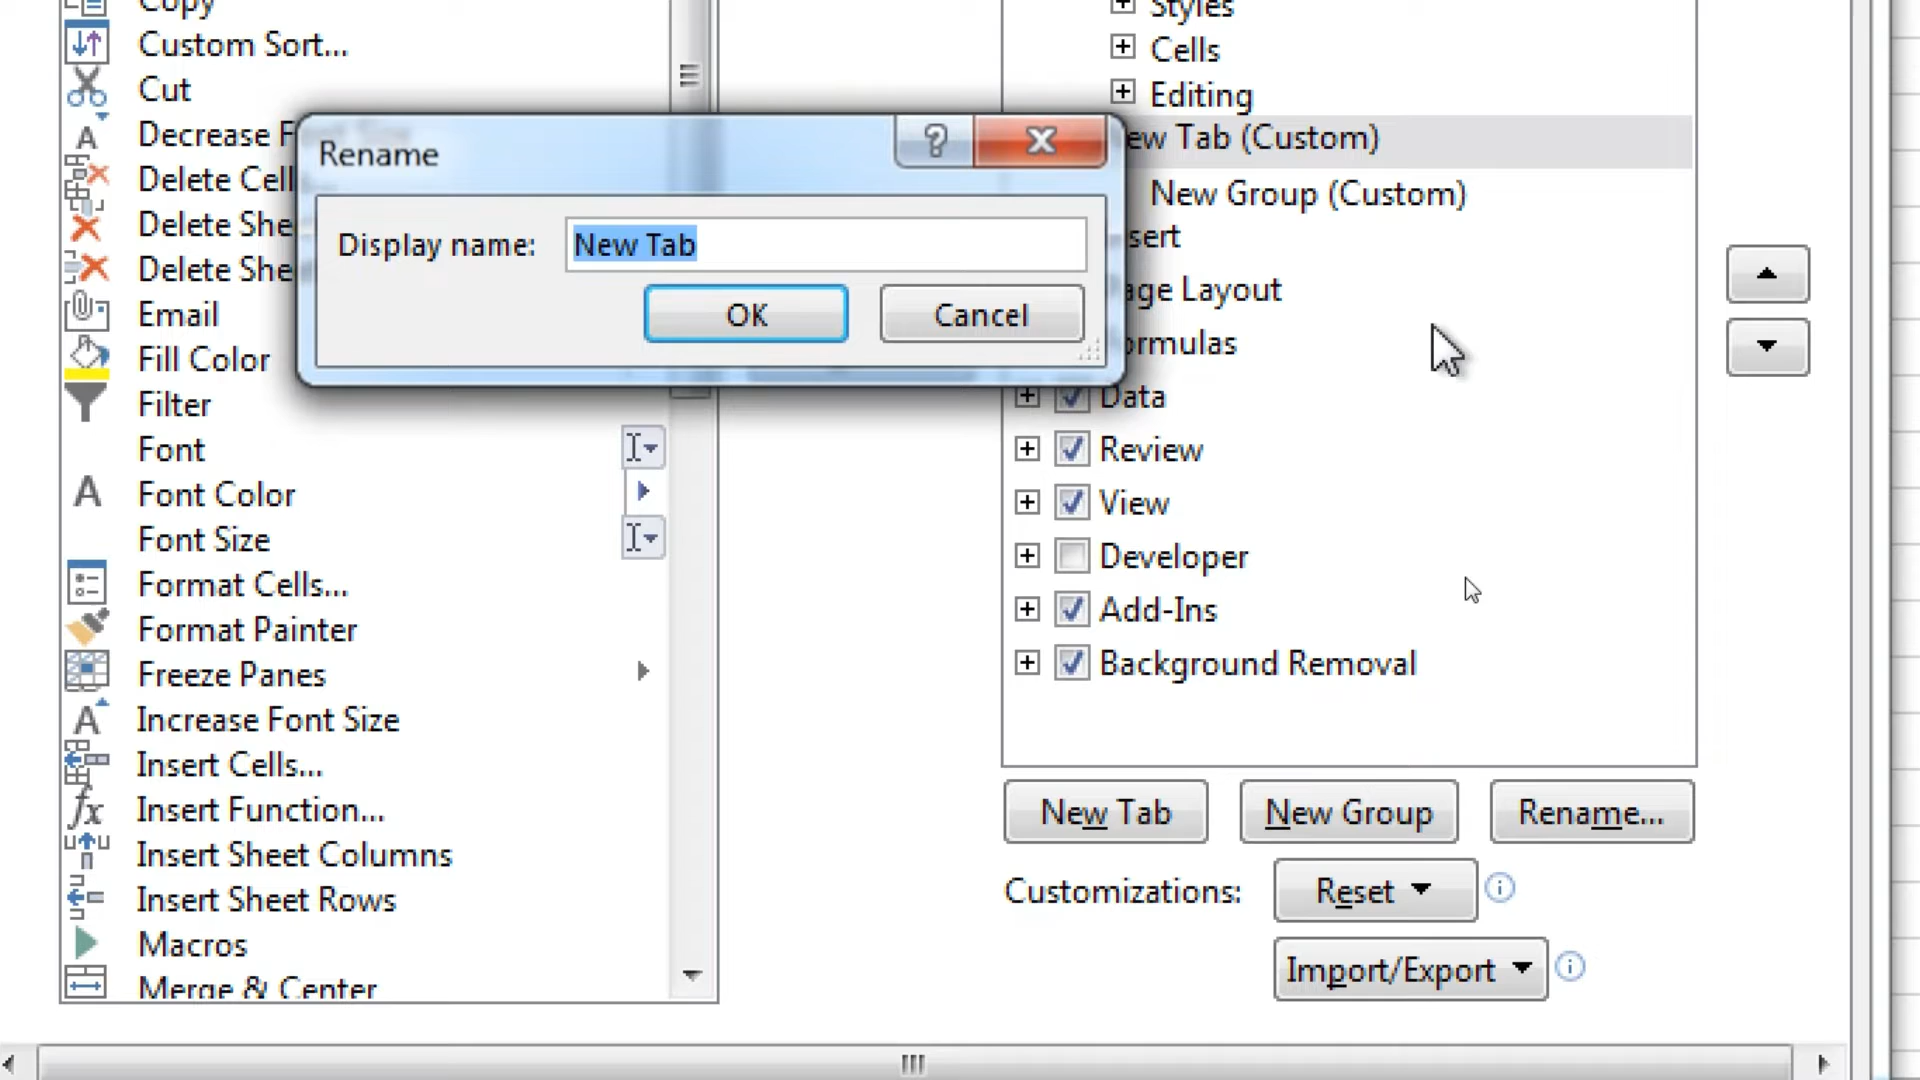 Copy
Custom Sort...
Cut
Decrease Font Size
Delete Cell
Delete She
Delete She
Email
Fill Color
Filter
Font
Font Color
Font Size
Format Cells...
Format Painter
Freeze Panes
Increase Font Size
Insert Cells...
Insert Function...
Insert Sheet Columns
Insert Sheet Rows
Macros
Merge & Center
Rename
?
Display name: New Tab
OK
Cancel
Styles
Cells
Editing
ew Tab (Custom)
New Group (Custom)
sert
age Layout
ormulas
Data
Review
View
Developer
Add-Ins
Background Removal
New Tab
New Group
Rename...
Customizations:
Reset
Import/Export